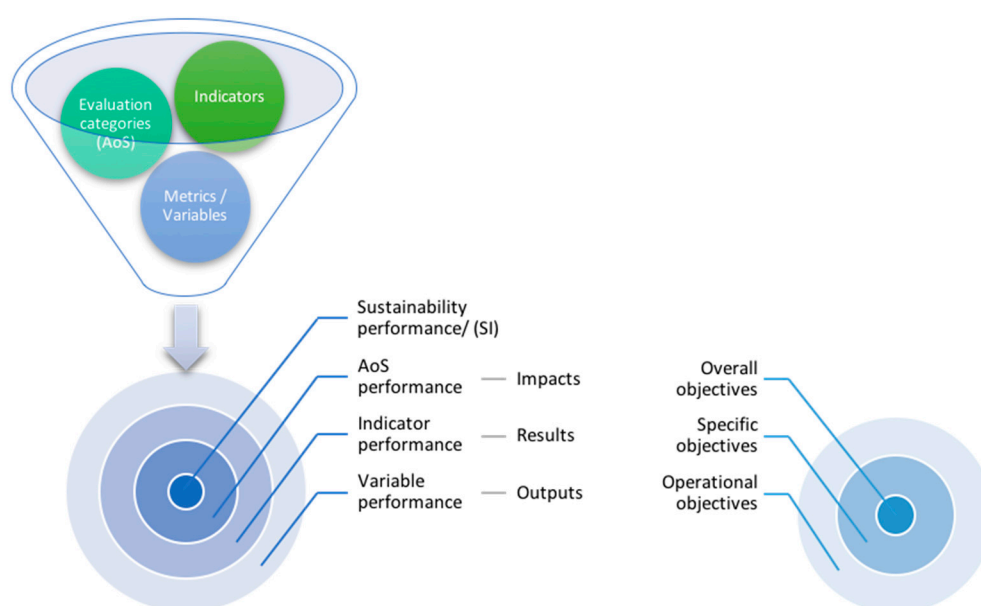 Evaluation
categories
(AoS)
Indicators
Metrics /
Variables
Sustainability
performance/ (SI)
AoS
performance
Impacts
Indicator
performance
Results
Variable
performance
Outputs
Overall
objectives
Specific
objectives
Operational
objectives